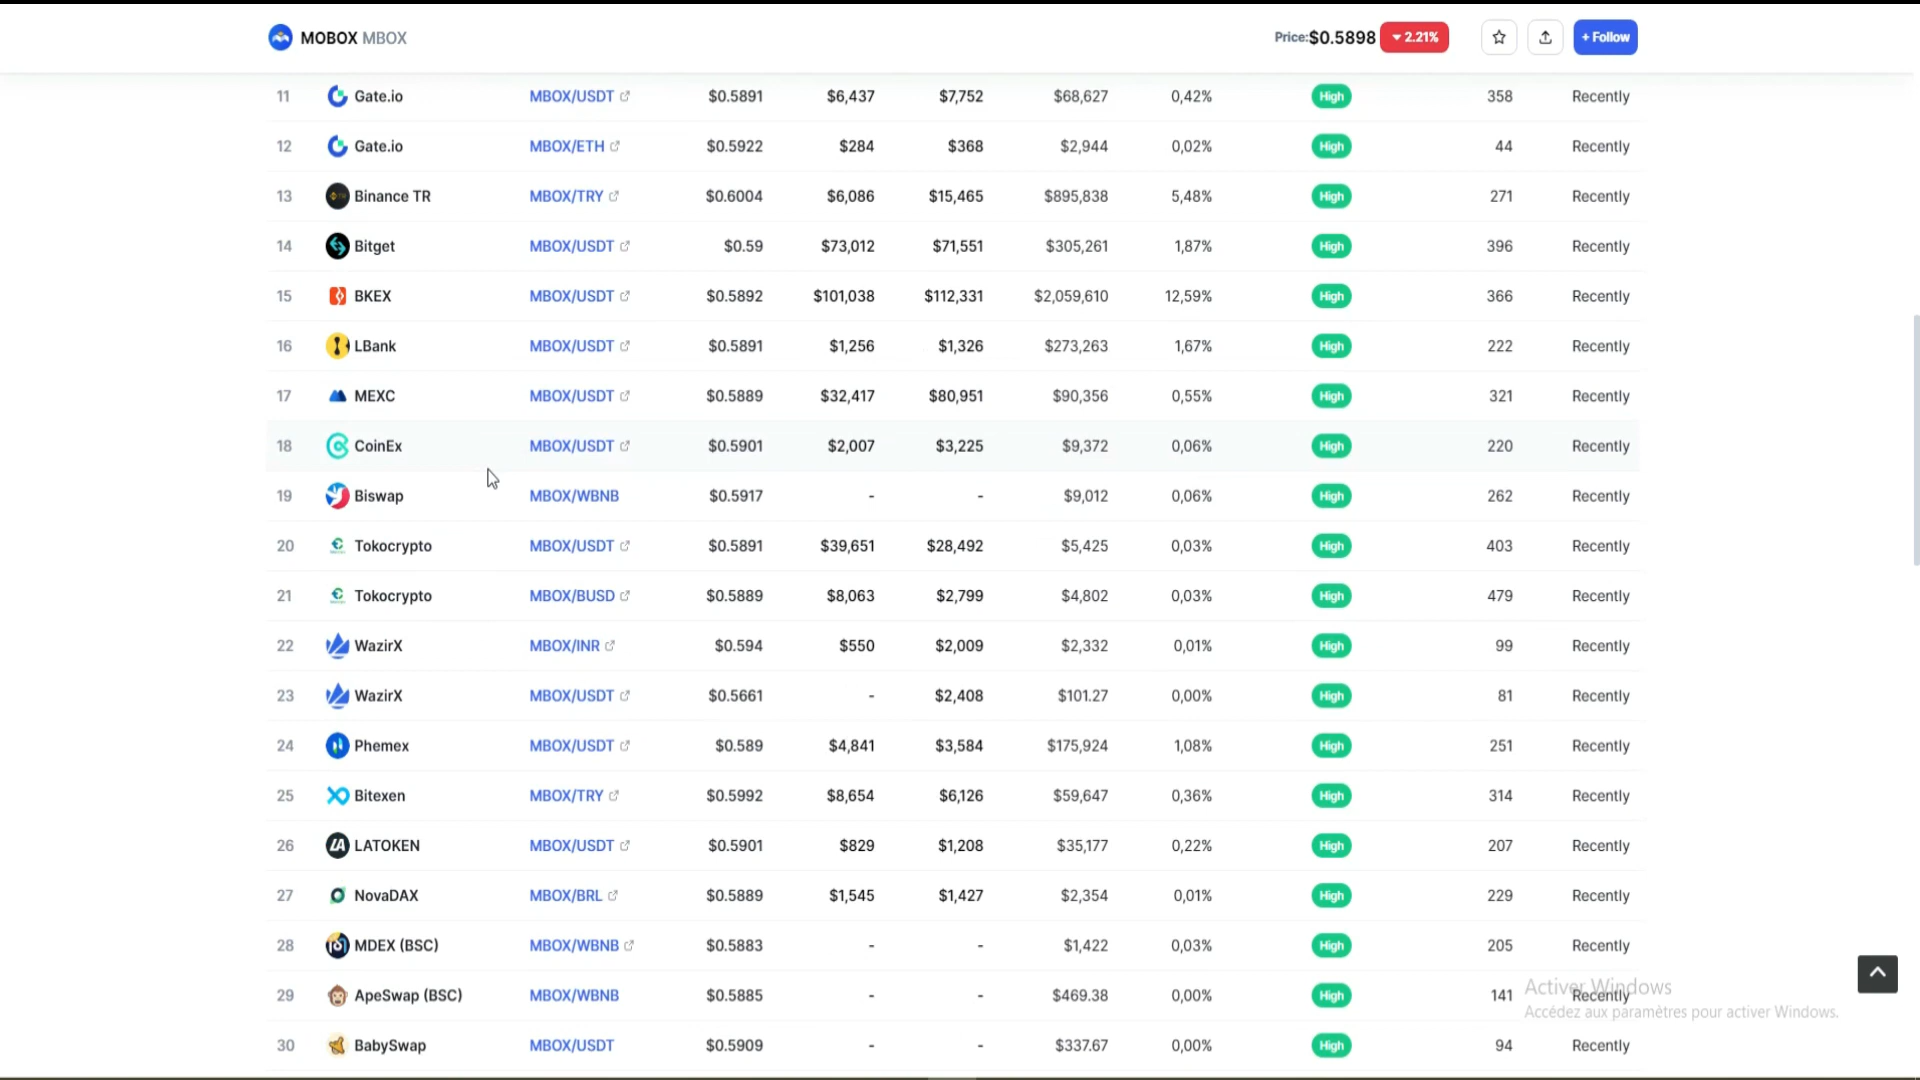 MOBOX MBOX Price:$0.5898 2.21% + Follow
11 Gate.io MBOX/USDT $0.5891 $6,437 $7,752 $68,627 0,42% High 358 Recently
12 Gate.io MBOX/ETH $0.5922 $284 $368 $2,944 0,02% High 44 Recently
13 Binance TR MBOX/TRY $0.6004 $6,086 $15,465 $895,838 5,48% High 271 Recently
14 Bitget MBOX/USDT $0.59 $73,012 $71,551 $305,261 1,87% High 396 Recently
15 BKEX MBOX/USDT $0.5892 $101,038 $112,331 $2,059,610 12,59% High 366 Recently
16 LBank MBOX/USDT $0.5891 $1,256 $1,326 $273,263 1,67% High 222 Recently
17 MEXC MBOX/USDT $0.5889 $32,417 $80,951 $90,356 0,55% High 321 Recently
18 CoinEx MBOX/USDT $0.5901 $2,007 $3,225 $9,372 0,06% High 220 Recently
19 Biswap MBOX/WBNB $0.5917 - - $9,012 0,06% High 262 Recently
20 Tokocrypto MBOX/USDT $0.5891 $39,651 $28,492 $5,425 0,03% High 403 Recently
21 Tokocrypto MBOX/BUSD $0.5889 $8,063 $2,799 $4,802 0,03% High 479 Recently
22 WazirX MBOX/INR $0.594 $550 $2,009 $2,332 0,01% High 99 Recently
23 WazirX MBOX/USDT $0.5661 - $2,408 $101.27 0,00% High 81 Recently
24 Phemex MBOX/USDT $0.589 $4,841 $3,584 $175,924 1,08% High 251 Recently
25 Bitexen MBOX/TRY $0.5992 $8,654 $6,126 $59,647 0,36% High 314 Recently
26 LATOKEN MBOX/USDT $0.5901 $829 $1,208 $35,177 0,22% High 207 Recently
27 NovaDAX MBOX/BRL $0.5889 $1,545 $1,427 $2,354 0,01% High 229 Recently
28 MDEX (BSC) MBOX/WBNB $0.5883 - - $1,422 0,03% High 205 Recently
29 ApeSwap (BSC) MBOX/WBNB $0.5885 - - $469.38 0,00% High 141 Recently
30 BabySwap MBOX/USDT $0.5909 - - $337.67 0,00% High 94 Recently
Activer Windows
Accédez aux paramètres pour activer Windows.